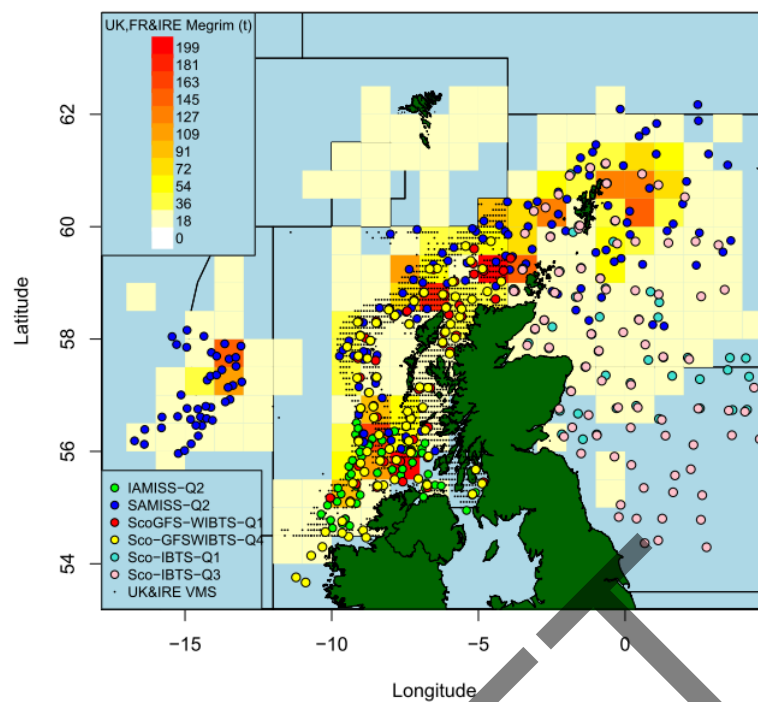 UK,FR&IRE Megrim (t)
199
181
163
145
127
109
91
72
54
36
18
0
IAMISS-Q2
SAMISS-Q2
ScoGFS-WIBTS-Q1
Sco-GFSWIBTS-Q4
Sco-IBTS-Q1
Sco-IBTS-Q3
UK&IRE VMS
Latitude
62
60
58
56
54
−15
−10
−5
0
Longitude